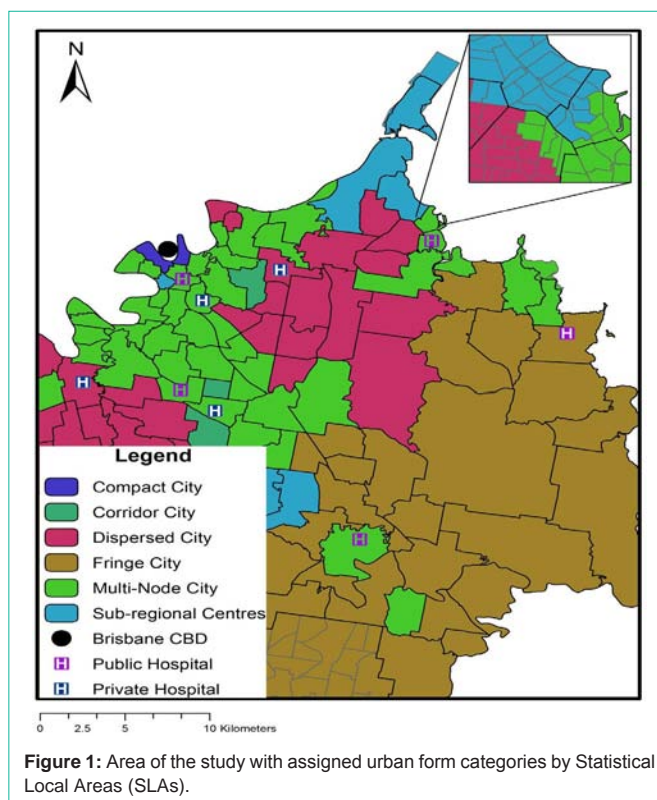 N
H
H
H
H
H
H
H
H
H
Legend
Compact City
Corridor City
Dispersed City
Fringe City
Multi-Node City
Sub-regional Centres
Brisbane CBD
H Public Hospital
H Private Hospital
0 2.5 5 10 Kilometers
Figure 1: Area of the study with assigned urban form categories by Statistical
Local Areas (SLAs).